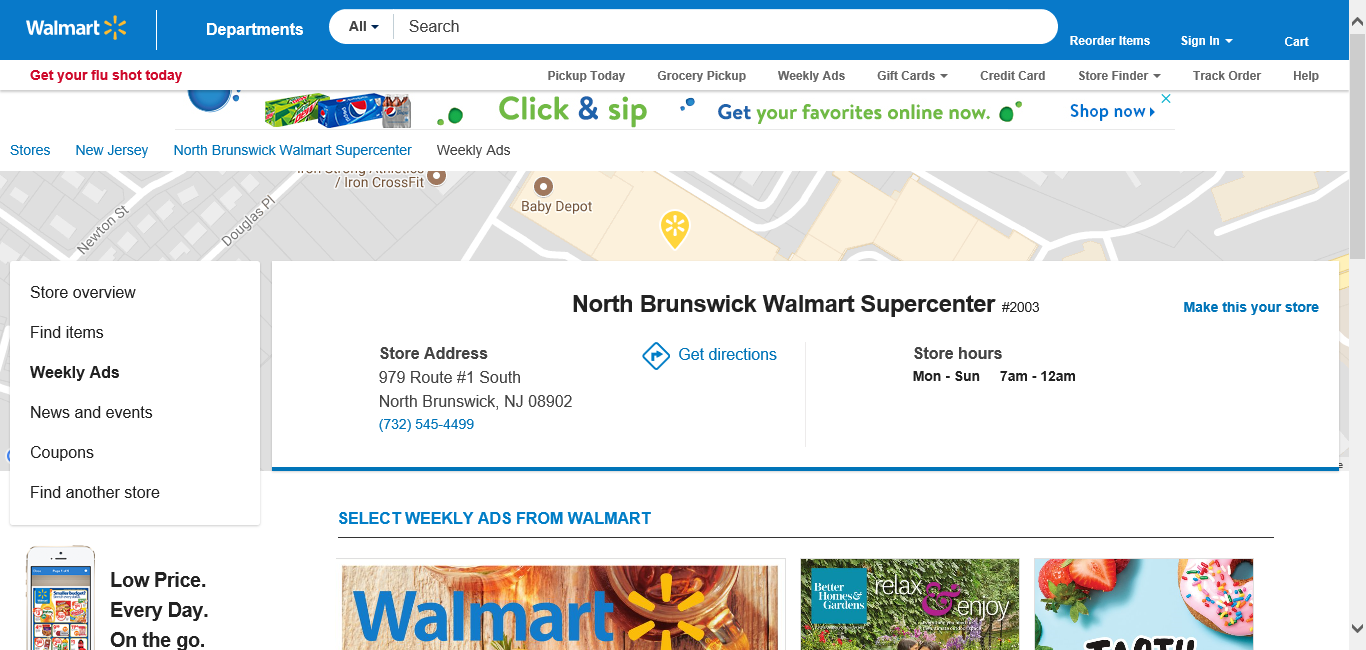 Walmart
Departments
All
Search
Reorder Items
Sign In
Cart
Get your flu shot today
Pickup Today
Grocery Pickup
Weekly Ads
Gift Cards
Credit Card
Store Finder
Track Order
Help
Click & sip
Get your favorites online now.
Shop now
Stores
New Jersey
North Brunswick Walmart Supercenter
Weekly Ads
Iron Strong Athletics
/ Iron CrossFit
Baby Depot
Newton St
Douglas Pl
Store overview
Find items
Weekly Ads
News and events
Coupons
Find another store
North Brunswick Walmart Supercenter #2003
Make this your store
Store Address
979 Route #1 South
North Brunswick, NJ 08902
(732) 545-4499
Get directions
Store hours
Mon - Sun 7am - 12am
SELECT WEEKLY ADS FROM WALMART
Low Price.
Every Day.
On the go.
Walmart
Better
Homes &
Gardens
relax
&
enjoy
TASTY